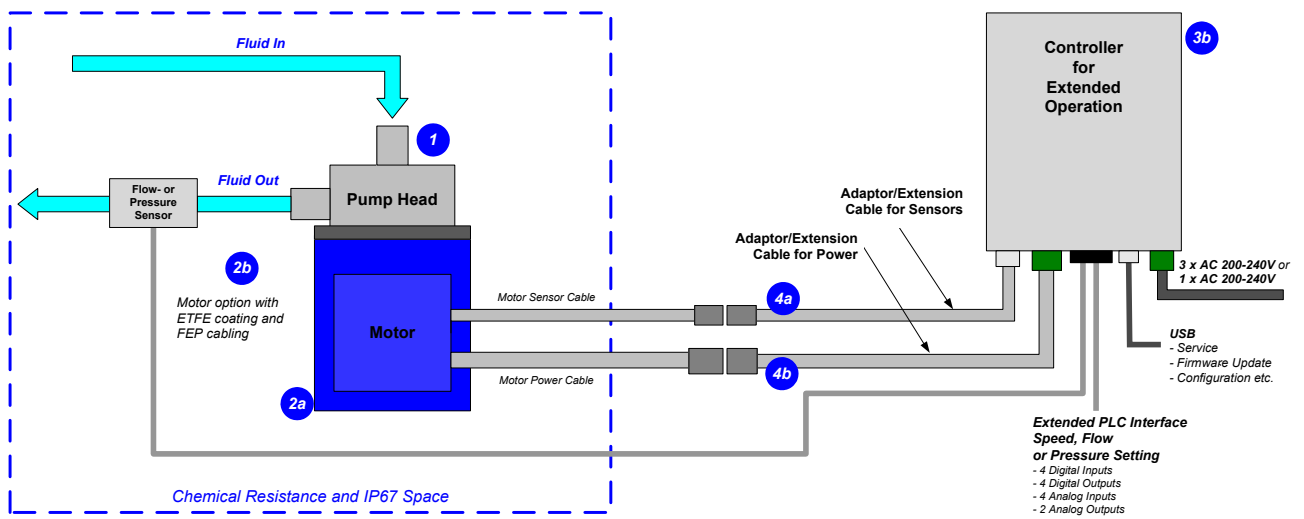 Fluid In
1
Pump Head
Fluid Out
Flow- or
Pressure
Sensor
2b
Motor option with
ETFE coating and
FEP cabling
Motor
2a
Motor Sensor Cable
Motor Power Cable
Chemical Resistance and IP67 Space
Adaptor/Extension
Cable for Sensors
Adaptor/Extension
Cable for Power
4a
4b
Controller
for
Extended
Operation
3b
3 x AC 200-240V or
1 x AC 200-240V
USB
- Service
- Firmware Update
- Configuration etc.
Extended PLC Interface
Speed, Flow
or Pressure Setting
- 4 Digital Inputs
- 4 Digital Outputs
- 4 Analog Inputs
- 2 Analog Outputs